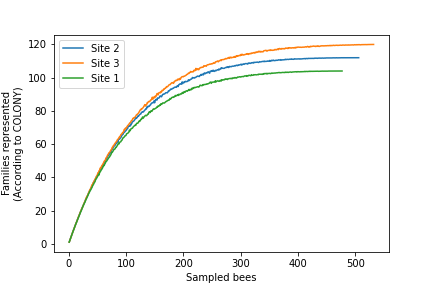 Site 2
Site 3
Site 1
Families represented
(According to COLONY)
120
100
80
60
40
20
0
0 100 200 300 400 500
Sampled bees